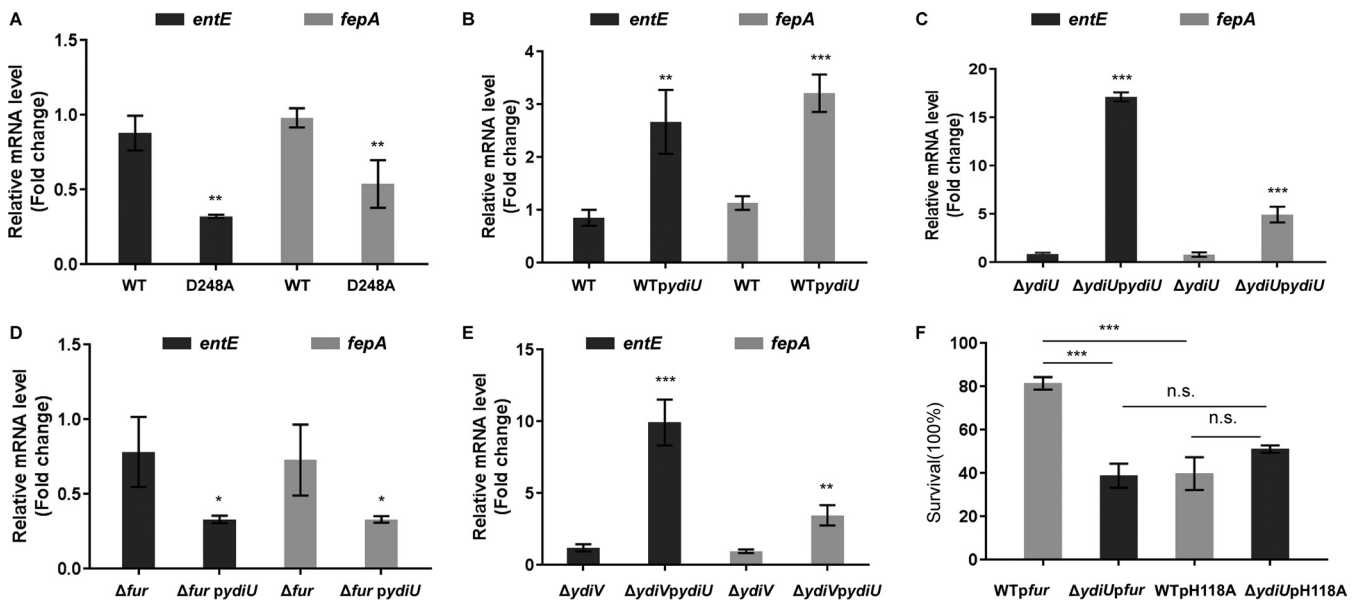 A
entE
fepA
Relative mRNA level
(Fold change)
1.5
1.0
0.5
0.0
**
**
WT
D248A
WT
D248A
B
entE
fepA
Relative mRNA level
(Fold change)
4
3
2
1
0
**
***
WT
WTpydiU
WT
WTpydiU
C
entE
fepA
Relative mRNA level
(Fold change)
20
15
10
5
0
***
***
ΔydiU
ΔydiUpydiU
ΔydiU
ΔydiUpydiU
D
entE
fepA
Relative mRNA level
(Fold change)
1.5
1.0
0.5
0.0
*
*
Δfur
Δfur pydiU
Δfur
Δfur pydiU
E
entE
fepA
Relative mRNA level
(Fold change)
15
10
5
0
***
**
ΔydiV
ΔydiVpydiU
ΔydiV
ΔydiVpydiU
F
Survival(100%)
100
80
60
40
20
0
***
***
n.s.
n.s.
WTpfur
ΔydiUpfur
WTpH118A
ΔydiUpH118A